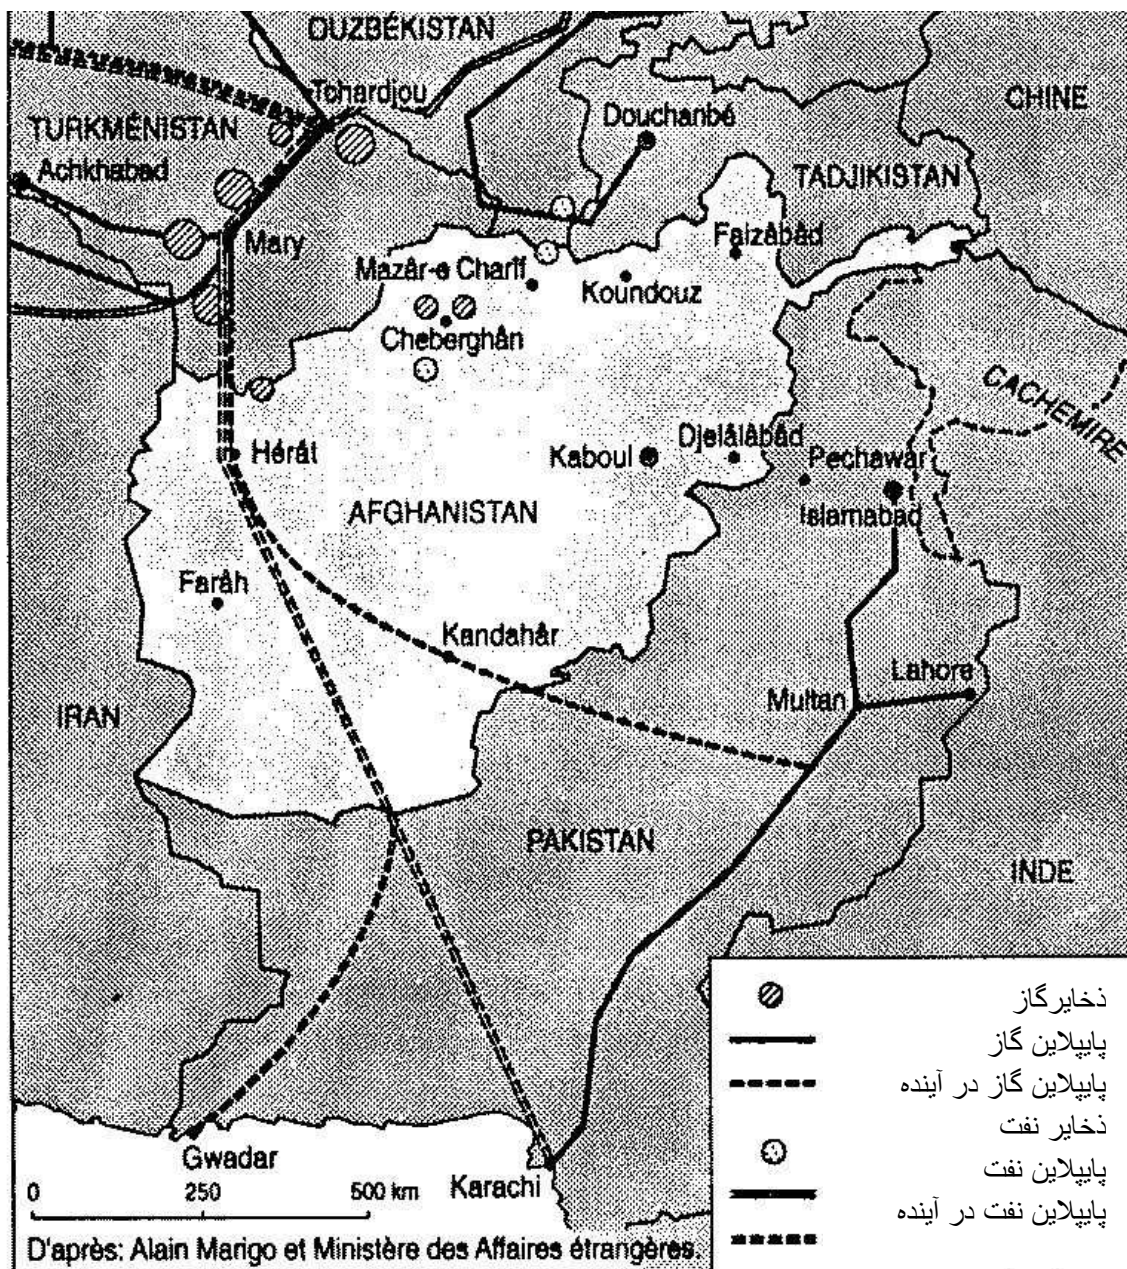 OUZBÉKISTAN
Tchardjou
CHINE
TURKMÉNISTAN
Douchanbé
Achkhabad
TADJIKISTAN
Mary
Faizâbâd
Mazâr-e Charîf
Koundouz
Cheberghân
CACHEMIRE
Hérât
Kaboul
Djelâlâbâd
Pechawar
AFGHANISTAN
Islamabad
Farâh
Kandahâr
Lahore
Multan
IRAN
PAKISTAN
INDE
ذخایرگاز
پایپلاین گاز
پایپلاین گاز در آینده
ذخایر نفت
پایپلاین نفت
پایپلاین نفت در آینده
Gwadar
Karachi
0 250 500 km
D'après: Alain Marigo et Ministère des Affaires étrangères.